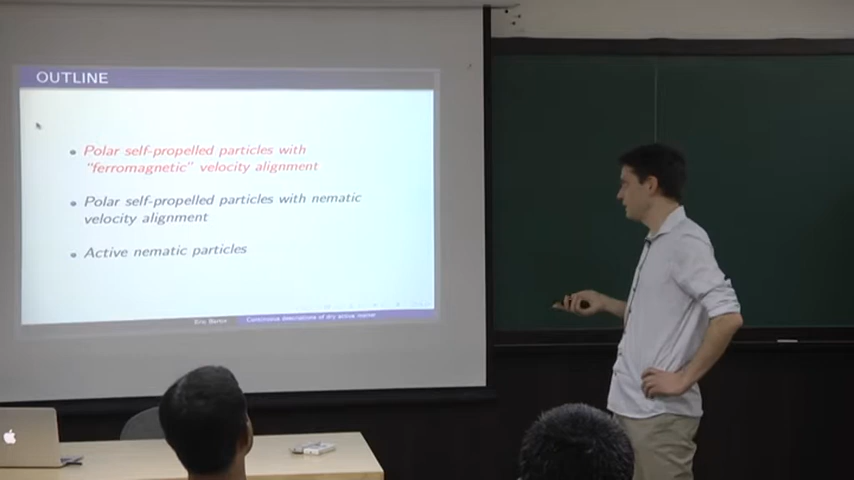 OUTLINE
Polar self-propelled particles with
"ferromagnetic" velocity alignment
Polar self-propelled particles with nematic
velocity alignment
Active nematic particles
Eric Bertin
Continuous descriptions of dry active matter